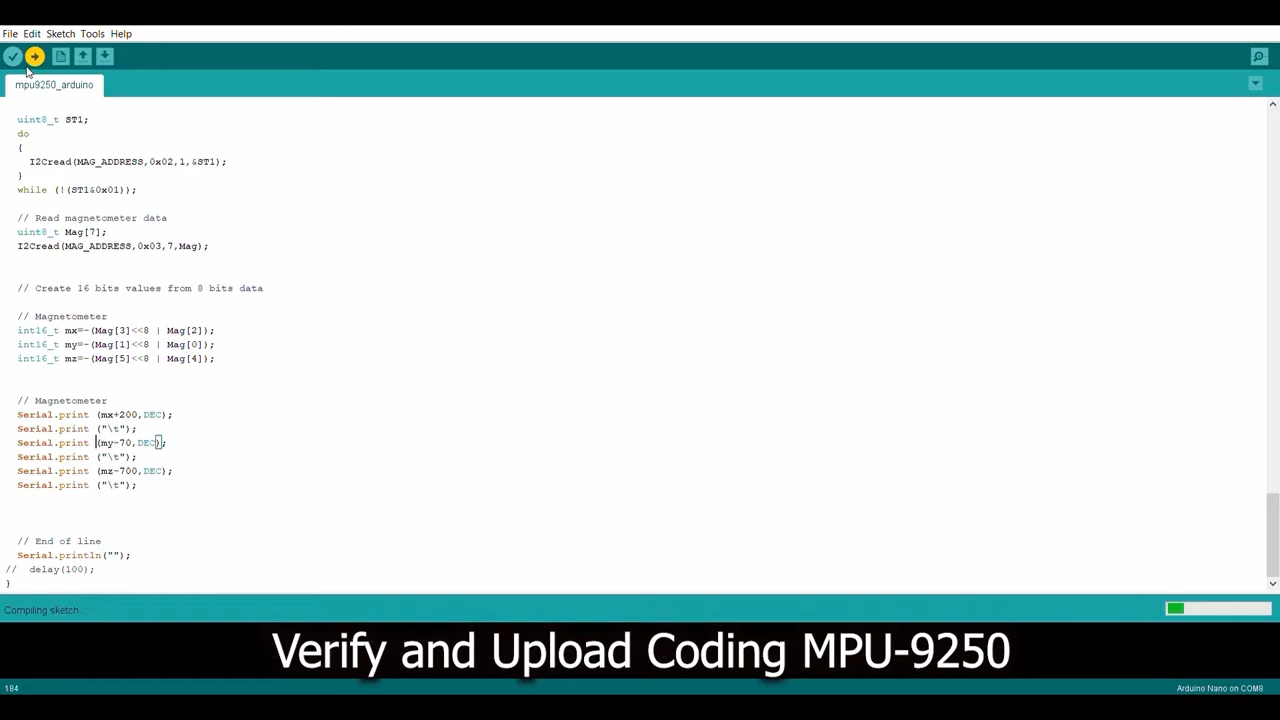 File Edit Sketch Tools Help
mpu9250_arduino
uint8_t ST1;
do
{
I2Cread(MAG_ADDRESS,0x02,1,&ST1);
}
while (!(ST1&0x01));
// Read magnetometer data
uint8_t Mag[7];
I2Cread(MAG_ADDRESS,0x03,7,Mag);
// Create 16 bits values from 8 bits data
// Magnetometer
int16_t mx=-(Mag[3]<<8 | Mag[2]);
int16_t my=-(Mag[1]<<8 | Mag[0]);
int16_t mz=-(Mag[5]<<8 | Mag[4]);
// Magnetometer
Serial.print (mx+200,DEC);
Serial.print ("\t");
Serial.print (my-70,DEC);
Serial.print ("\t");
Serial.print (mz-700,DEC);
Serial.print ("\t");
// End of line
Serial.println("");
// delay(100);
}
Compiling sketch...
Verify and Upload Coding MPU-9250
184
Arduino Nano on COM8